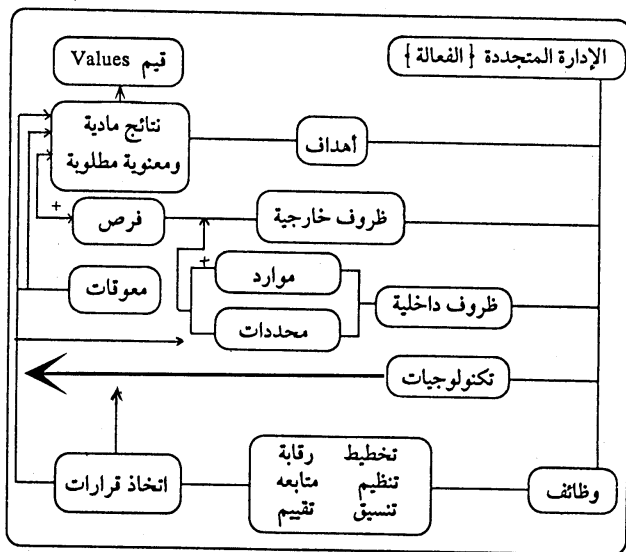 الإدارة المتجددة {الفعالة}
قيم Values
نتائج مادية
ومعنوية مطلوبة
أهداف
+
فرص
ظروف خارجية
+
موارد
معوقات
ظروف داخلية
محددات
تكنولوجيات
وظائف
تخطيط رقابة
تنظيم متابعه
تنسيق تقييم
اتخاذ قرارات